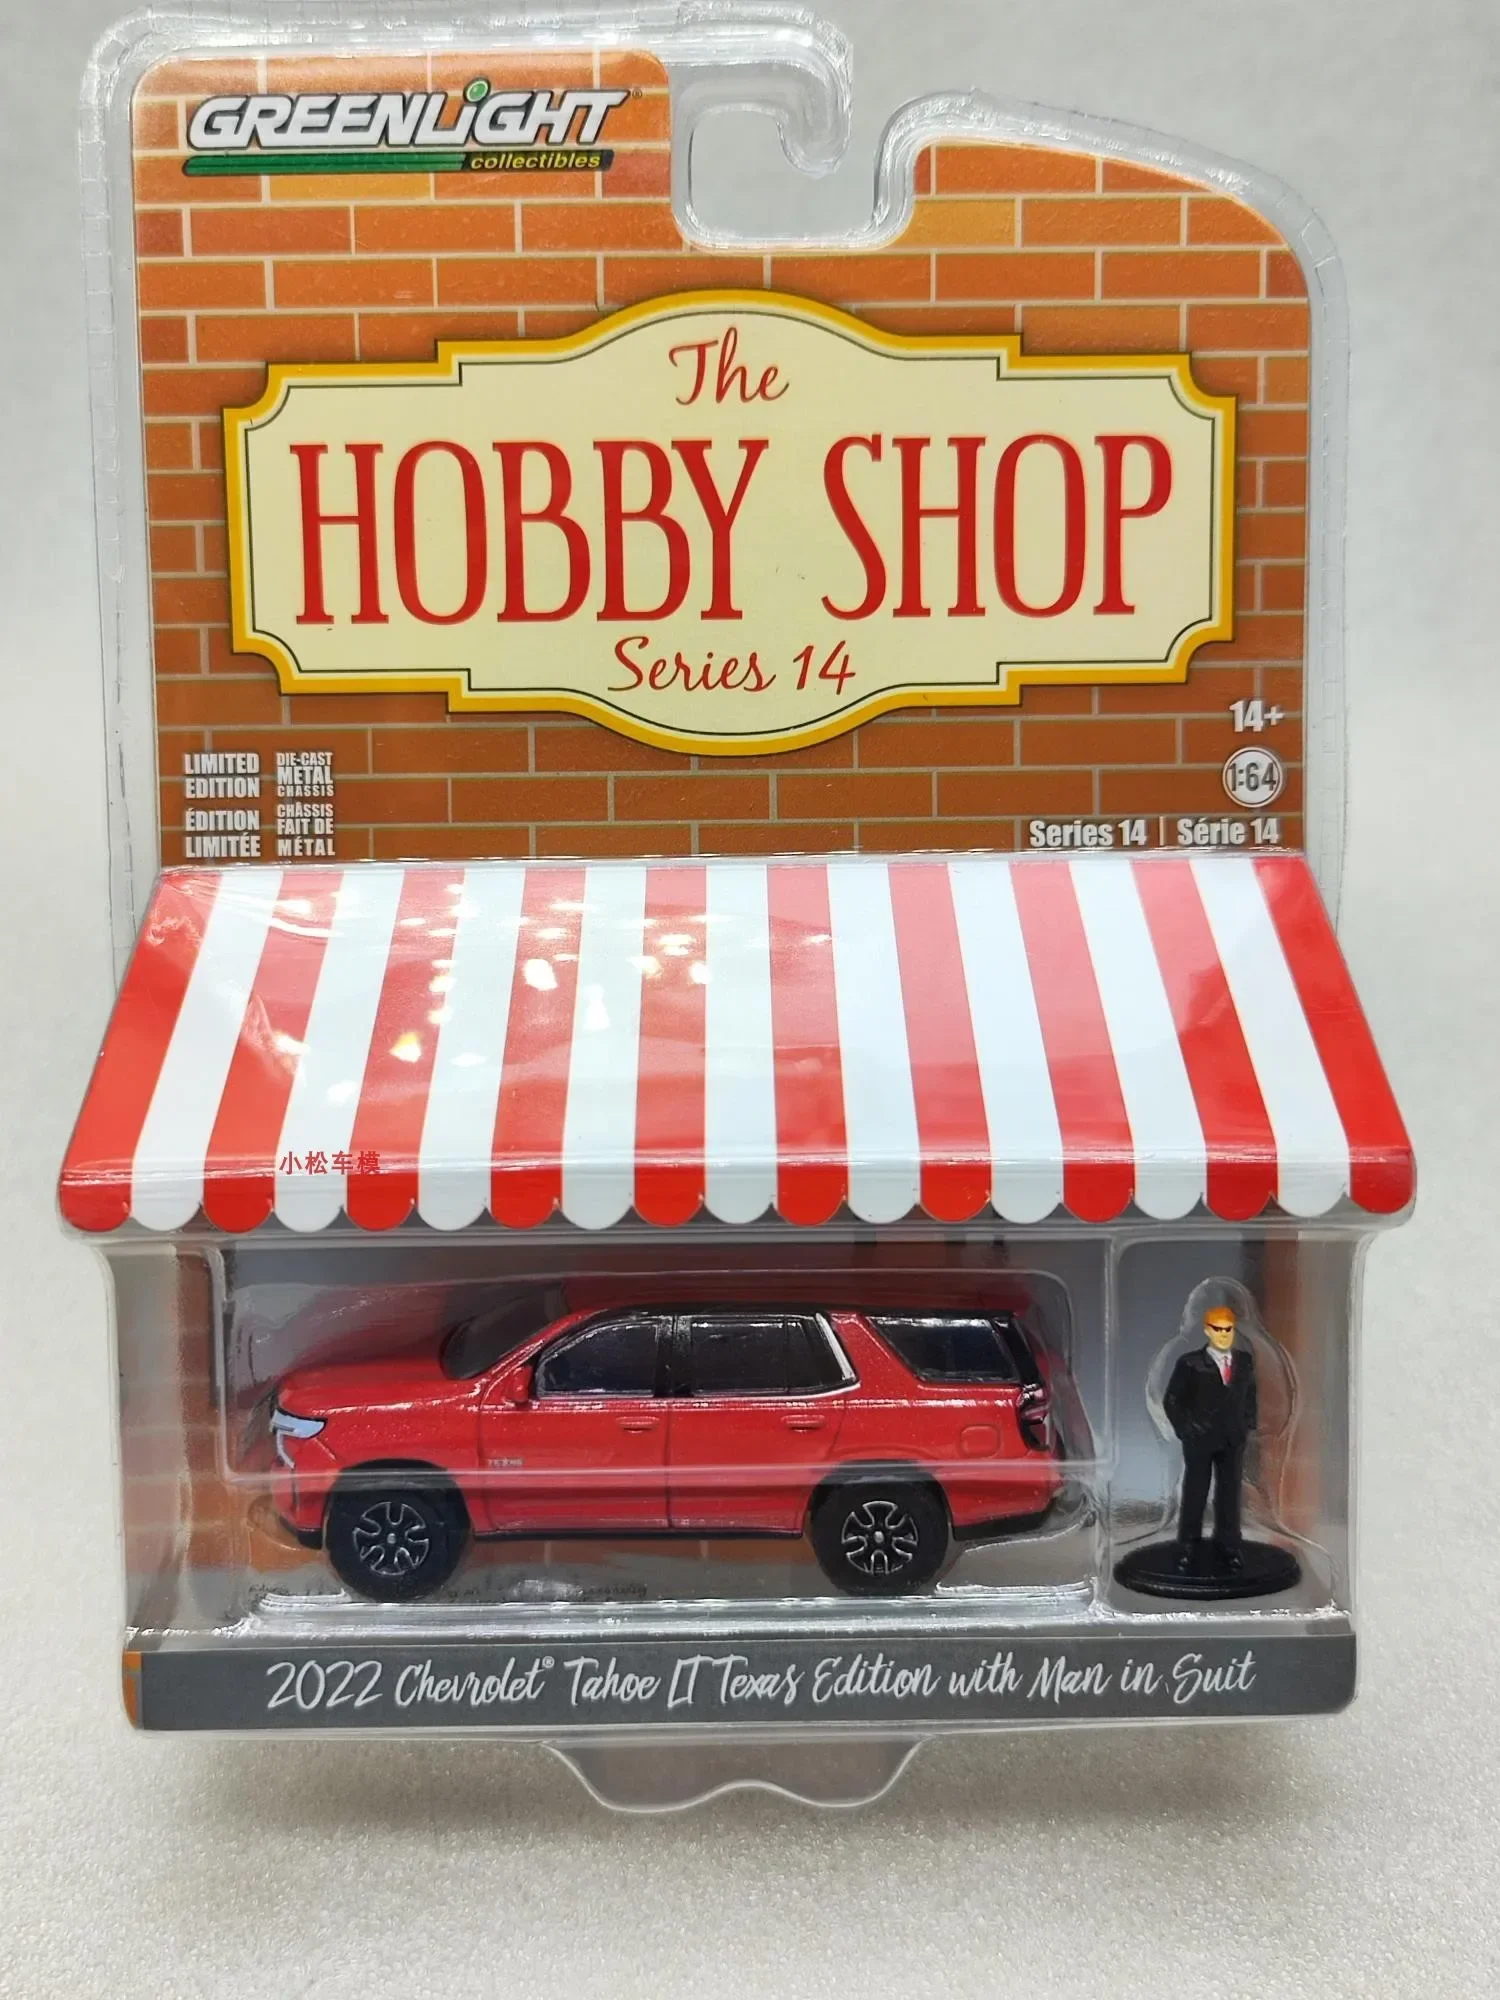 GREENLiGHT®
collectibles
The
HOBBY SHOP
Series 14
14+
1:64
LIMITED EDITION
DIE-CAST METAL CHASSIS
ÉDITION LIMITÉE
CHÂSSIS FAIT DE MÉTAL
Series 14 | Série 14
小松车模
TEXAS
2022 Chevrolet® Tahoe LT Texas Edition with Man in Suit